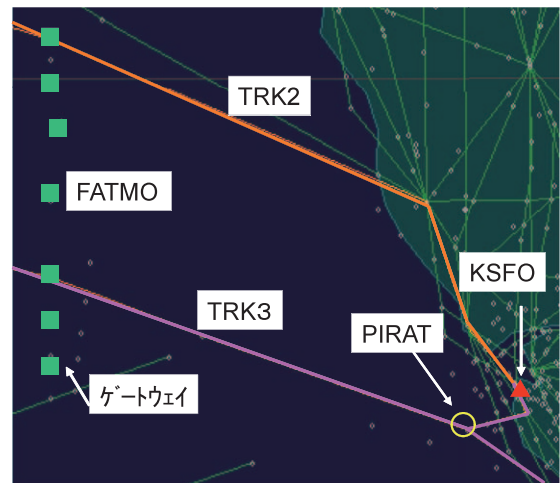 TRK2
FATMO
KSFO
TRK3
PIRAT
ｹﾞｰﾄｳｪｲ